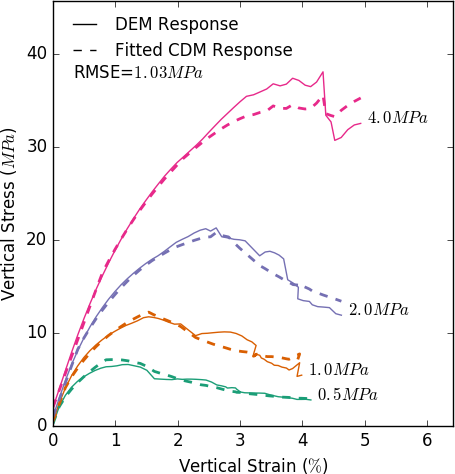 DEM Response
Fitted CDM Response
RMSE=1.03MPa
40
30
20
10
0
Vertical Stress (MPa)
4.0MPa
2.0MPa
1.0MPa
0.5MPa
0 1 2 3 4 5 6
Vertical Strain (%)